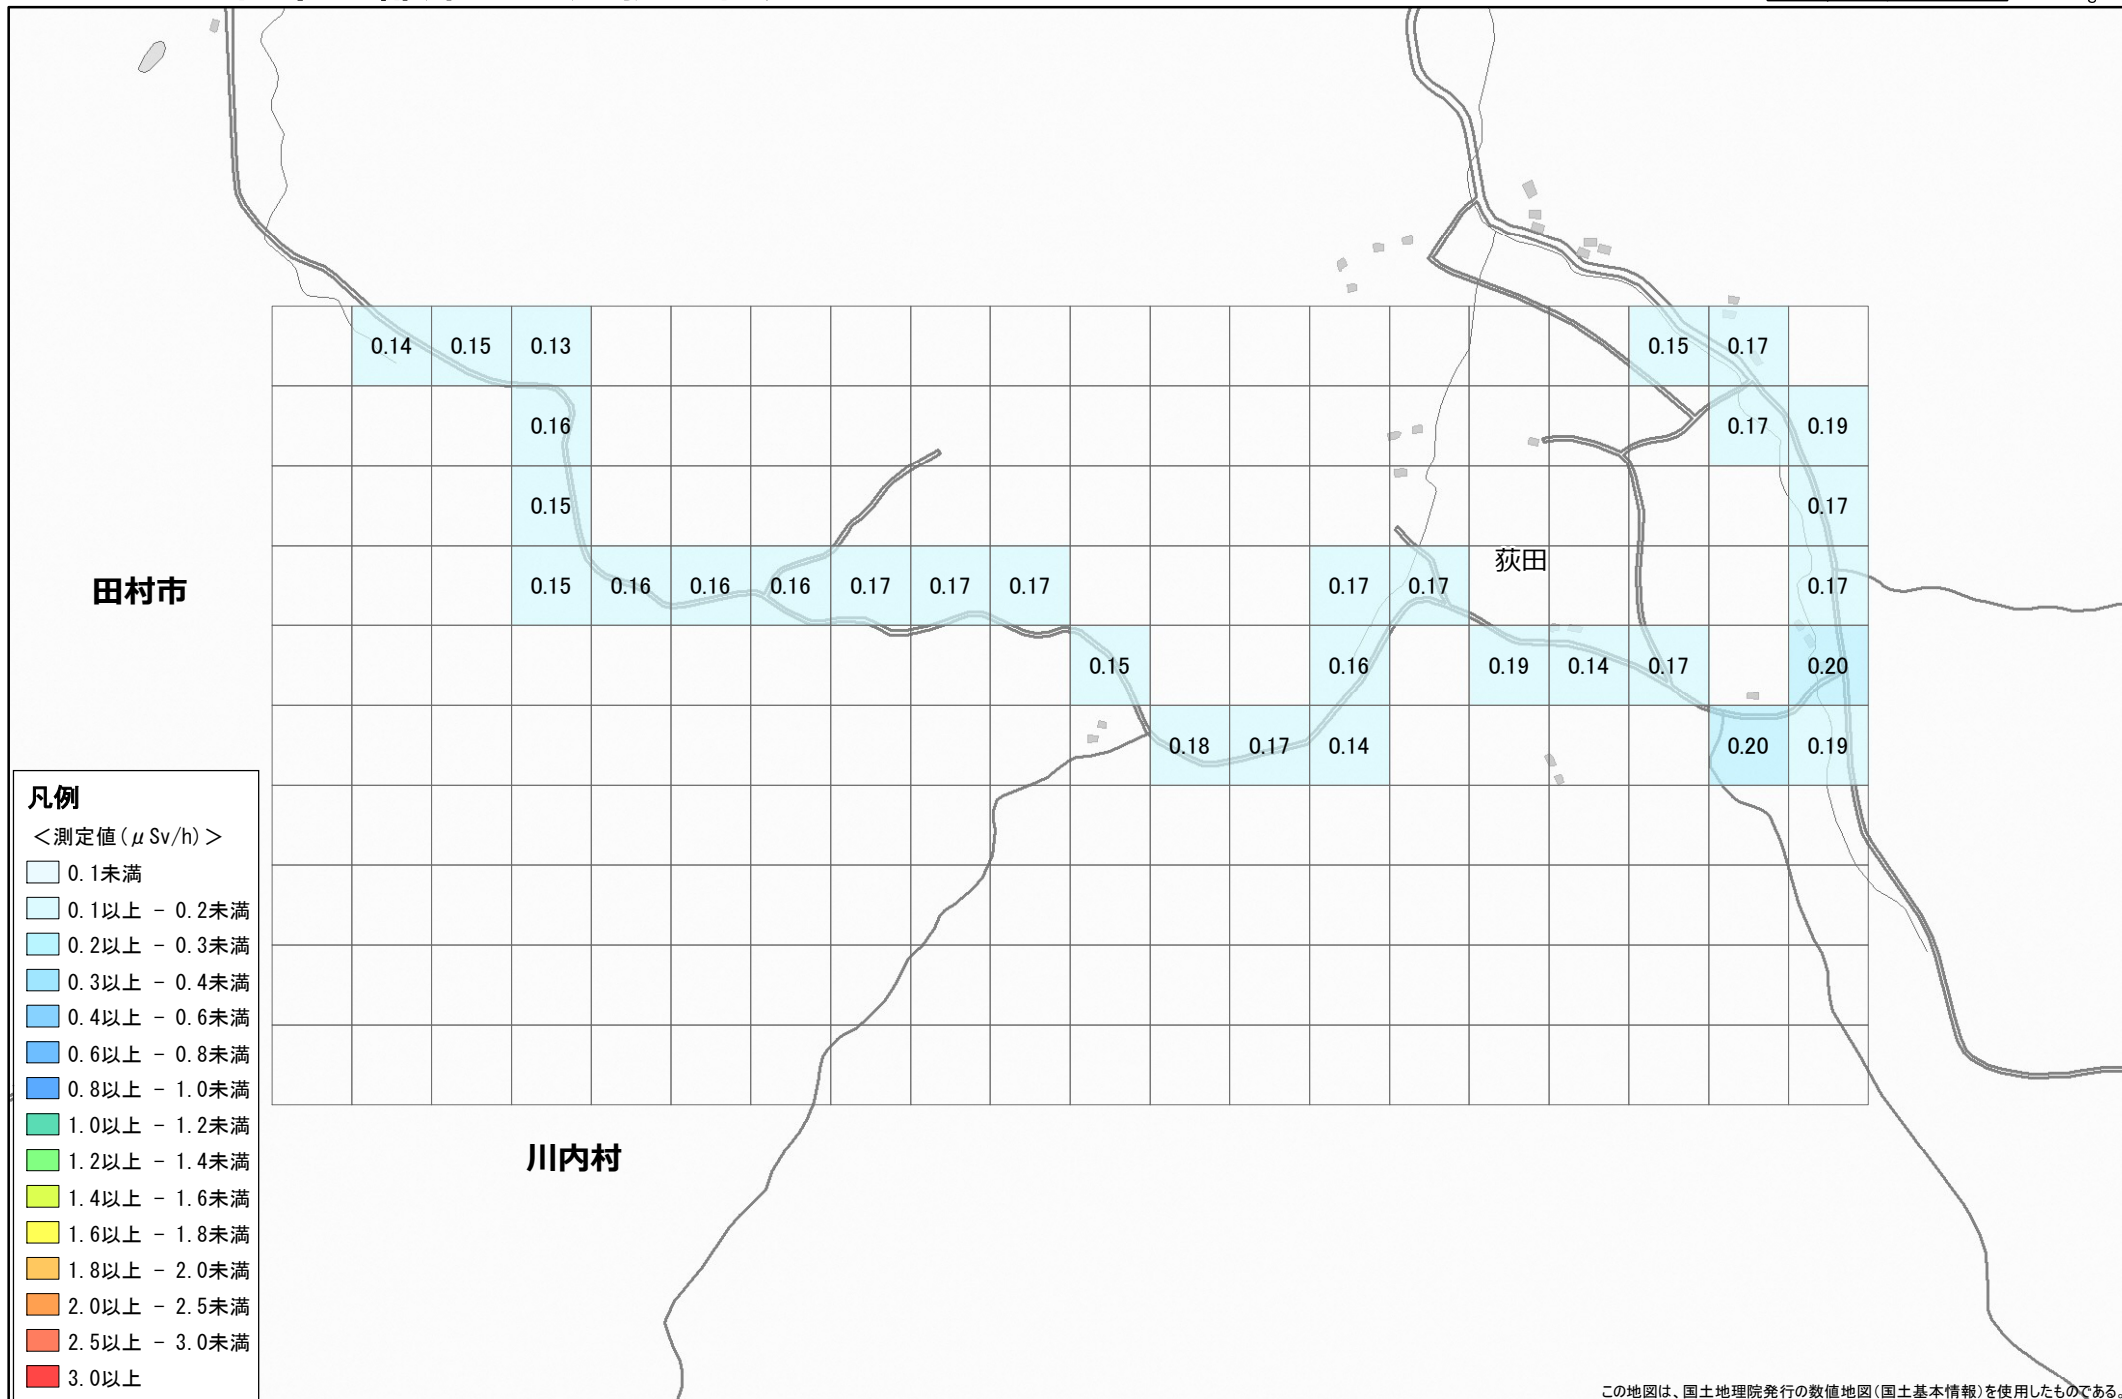 0.14 0.15 0.13 0.15 0.17
0.16 0.17 0.19
0.15 0.17
荻田
0.15 0.16 0.16 0.16 0.17 0.17 0.17 0.17 0.17 0.17
田村市
0.15 0.16 0.19 0.14 0.17 0.20
0.18 0.17 0.14 0.20 0.19
川内村
凡例
＜測定値(μSv/h)＞
0.1未満
0.1以上 - 0.2未満
0.2以上 - 0.3未満
0.3以上 - 0.4未満
0.4以上 - 0.6未満
0.6以上 - 0.8未満
0.8以上 - 1.0未満
1.0以上 - 1.2未満
1.2以上 - 1.4未満
1.4以上 - 1.6未満
1.6以上 - 1.8未満
1.8以上 - 2.0未満
2.0以上 - 2.5未満
2.5以上 - 3.0未満
3.0以上
この地図は、国土地理院発行の数値地図(国土基本情報)を使用したものである。